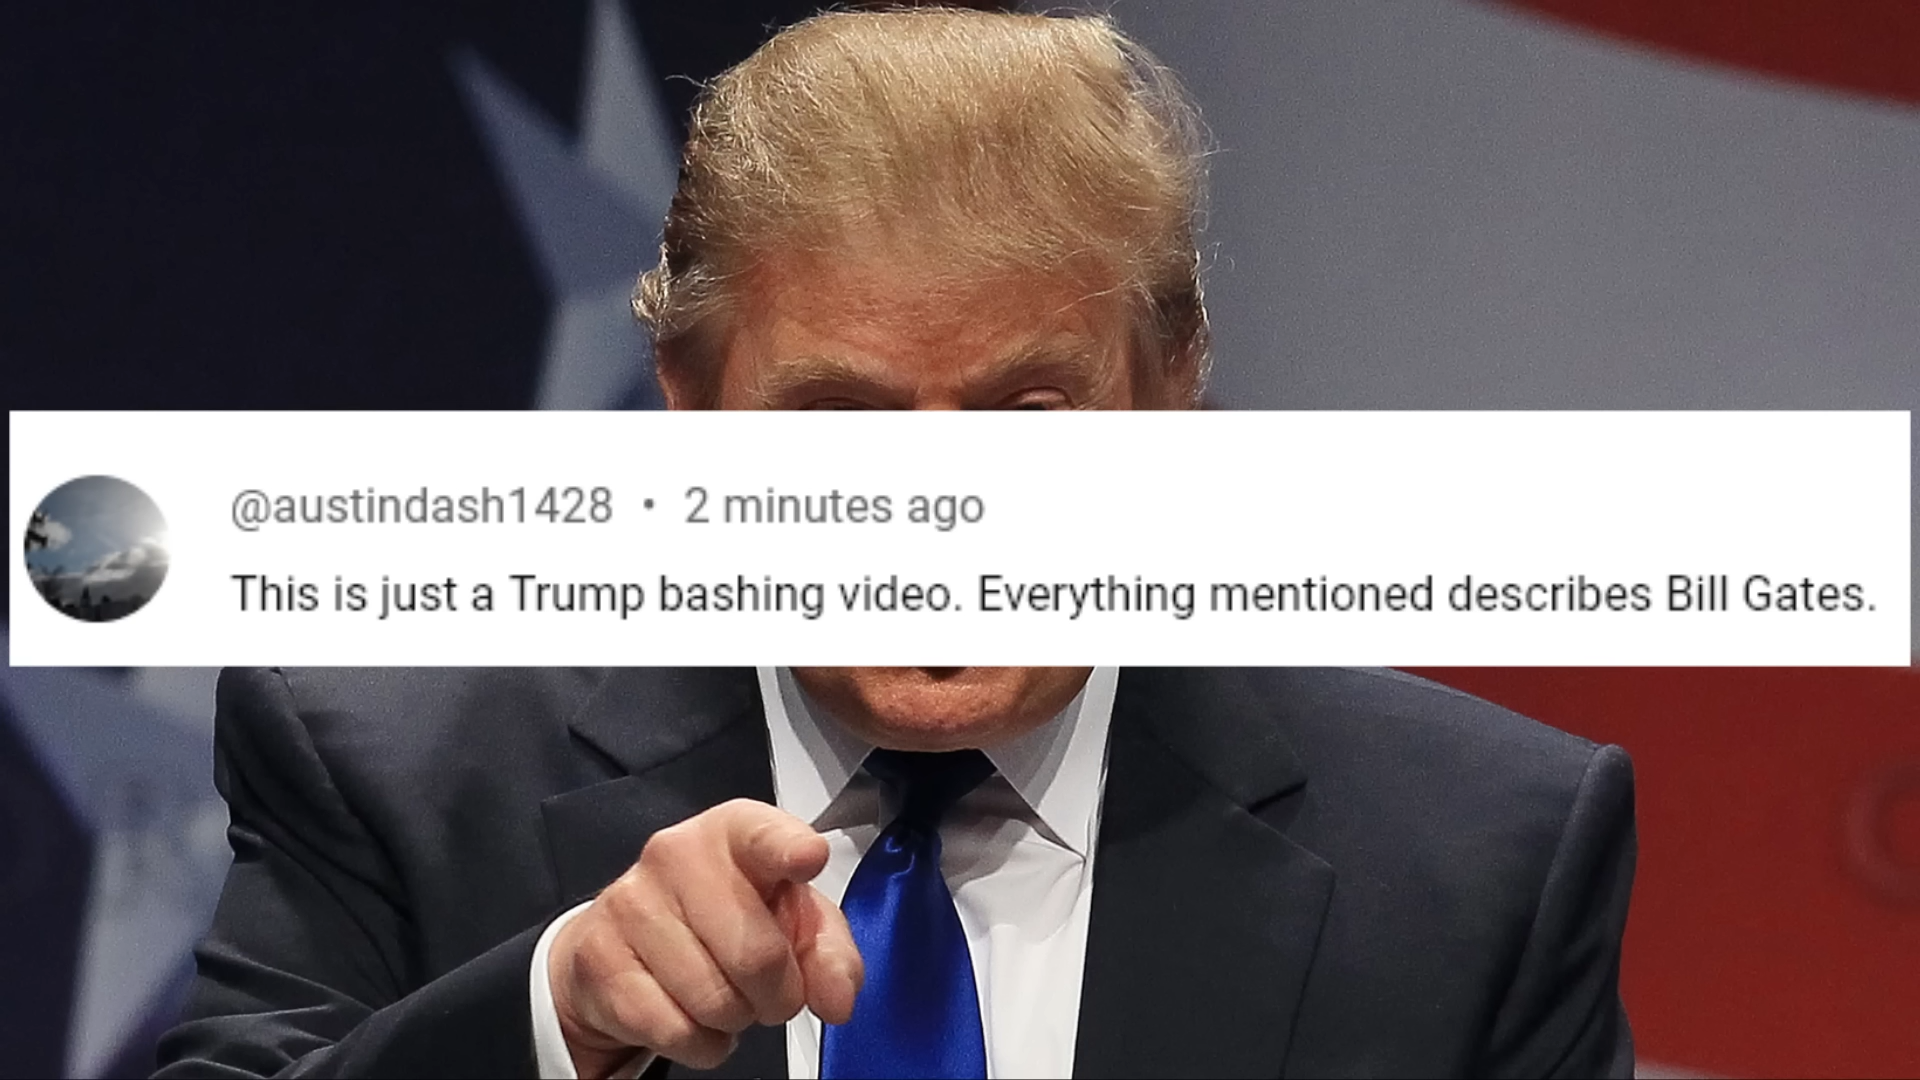 @austindash1428 • 2 minutes ago
This is just a Trump bashing video. Everything mentioned describes Bill Gates.